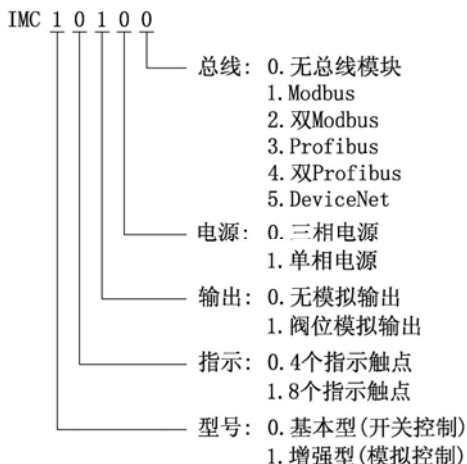 IMC 1 0 1 0 0
总线: 0.无总线模块
1.Modbus
2.双Modbus
3.Profibus
4.双Profibus
5.DeviceNet
电源: 0.三相电源
1.单相电源
输出: 0.无模拟输出
1.阀位模拟输出
指示: 0.4个指示触点
1.8个指示触点
型号: 0.基本型(开关控制)
1.增强型(模拟控制)